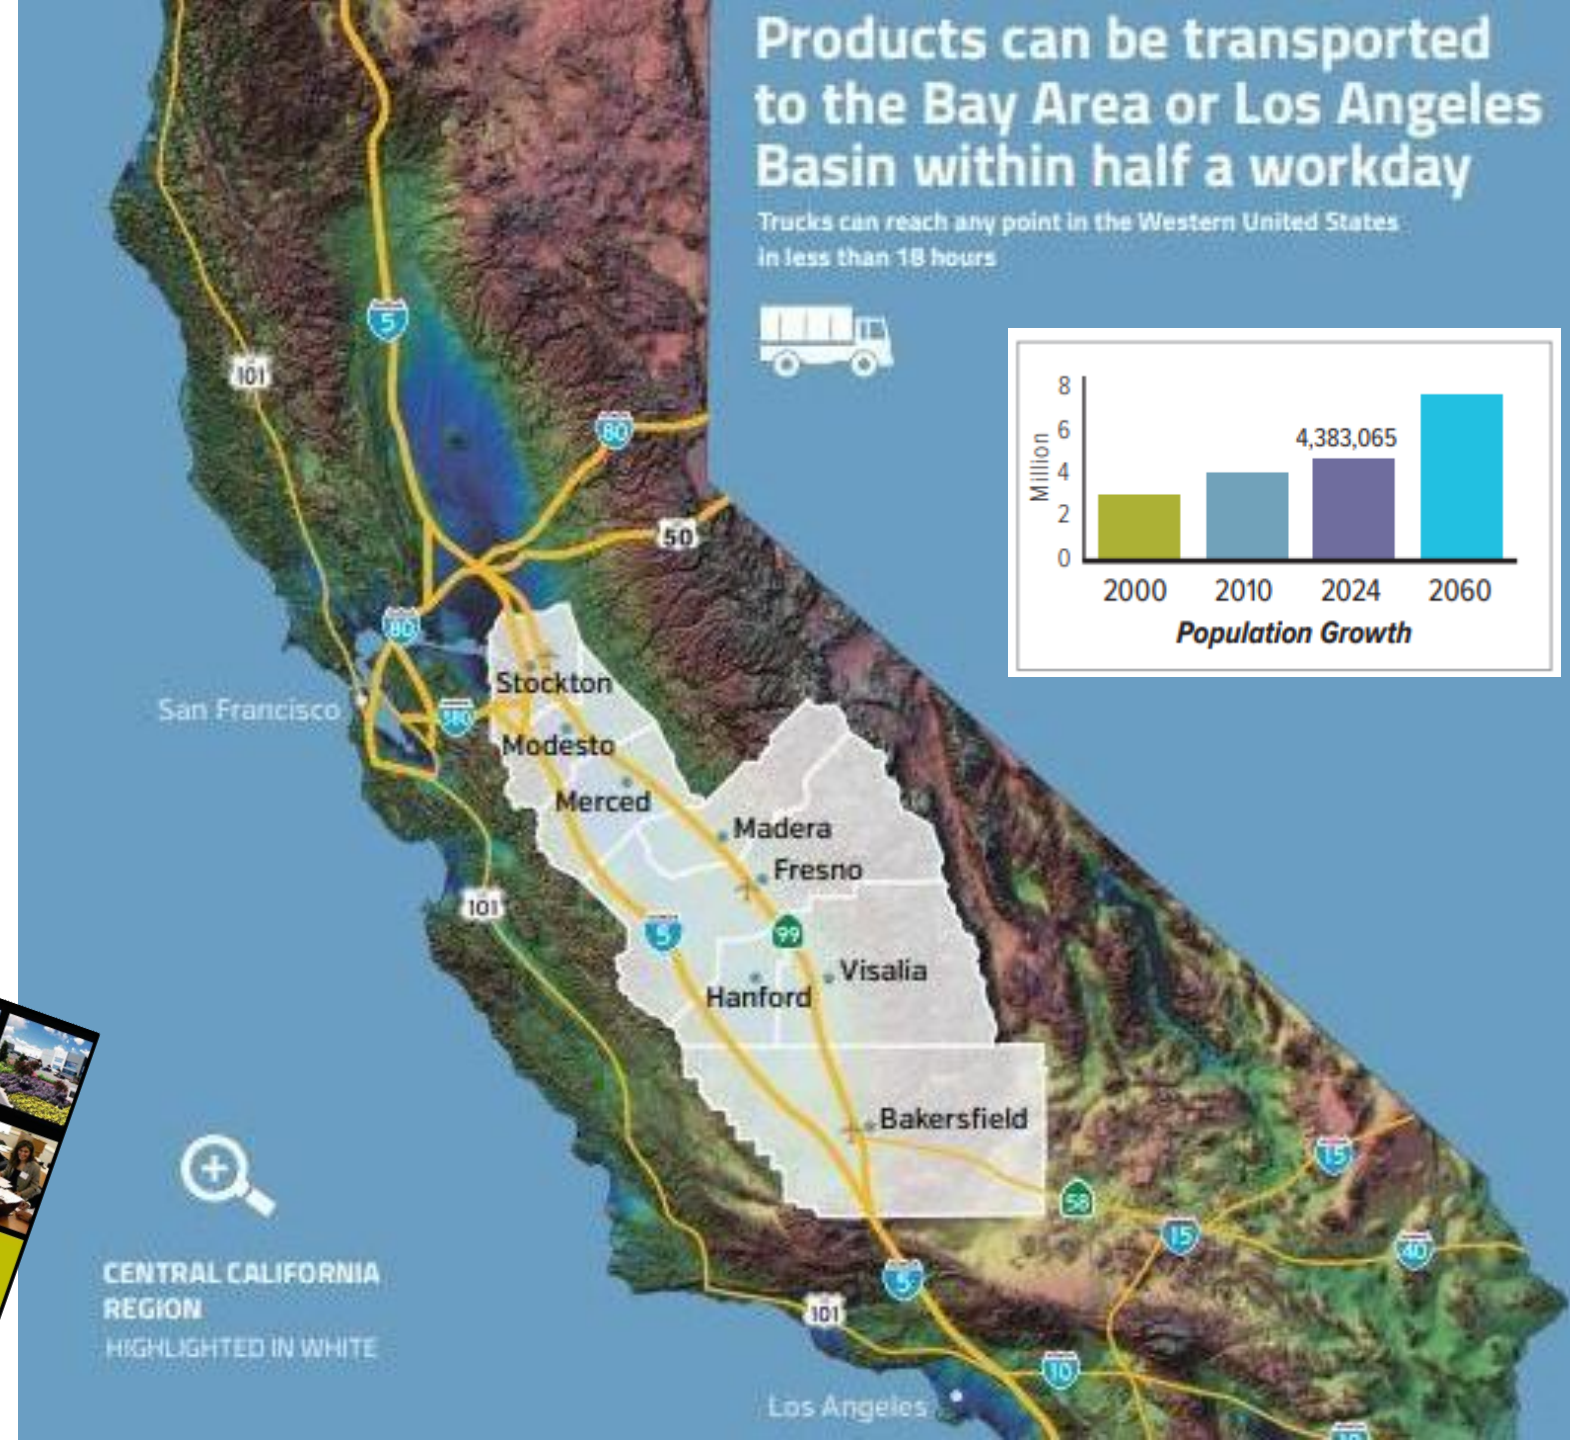 Products can be transported
to the Bay Area or Los Angeles
Basin within half a workday
Trucks can reach any point in the Western United States
in less than 18 hours
8
6
4
2
0
Million
4,383,065
2000 2010 2024 2060
Population Growth
5
101
80
50
80
San Francisco
580
Stockton
Modesto
Merced
Madera
Fresno
101
5
99
Visalia
Hanford
Bakersfield
58
15
15
40
5
101
10
Los Angeles
CENTRAL CALIFORNIA
REGION
HIGHLIGHTED IN WHITE